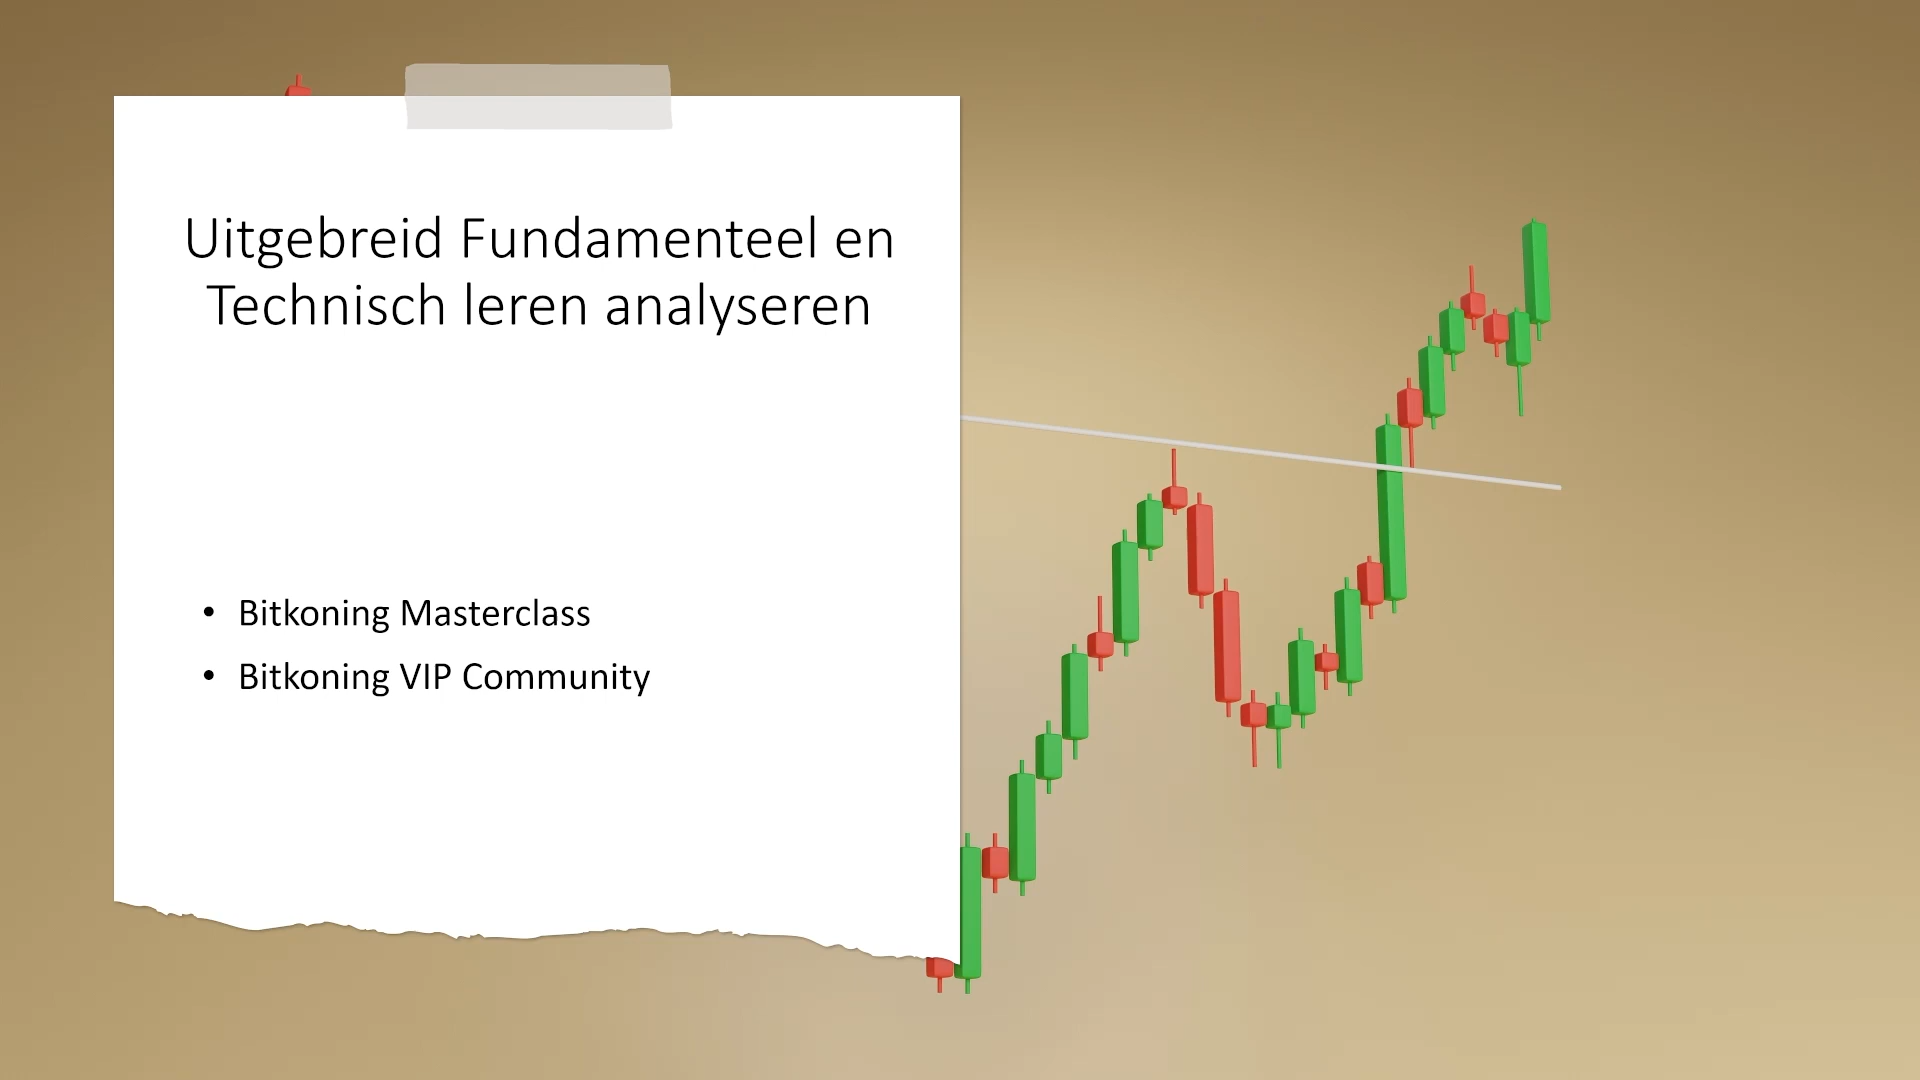 Uitgebreid Fundamenteel en
Technisch leren analyseren
• Bitkoning Masterclass
• Bitkoning VIP Community